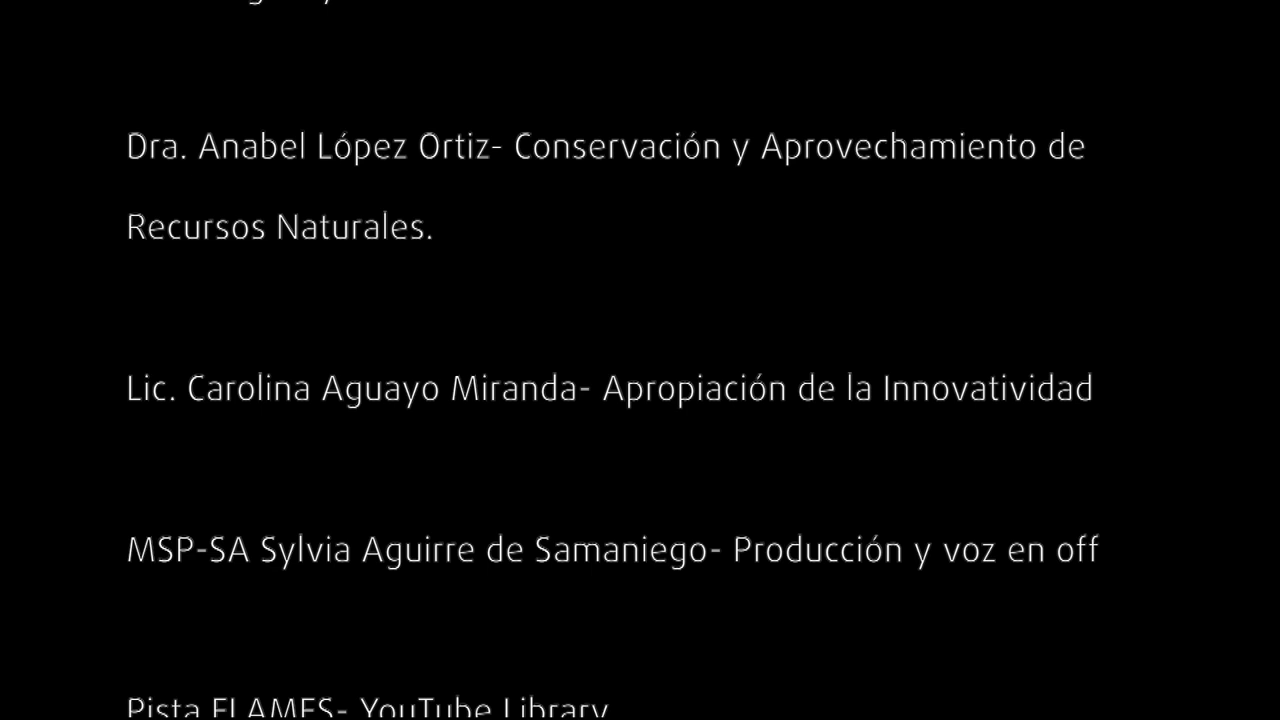 Dra. Anabel López Ortiz- Conservación y Aprovechamiento de
Recursos Naturales.
Lic. Carolina Aguayo Miranda- Apropiación de la Innovatividad
MSP-SA Sylvia Aguirre de Samaniego- Producción y voz en off
Pista FLAMES- YouTube Library